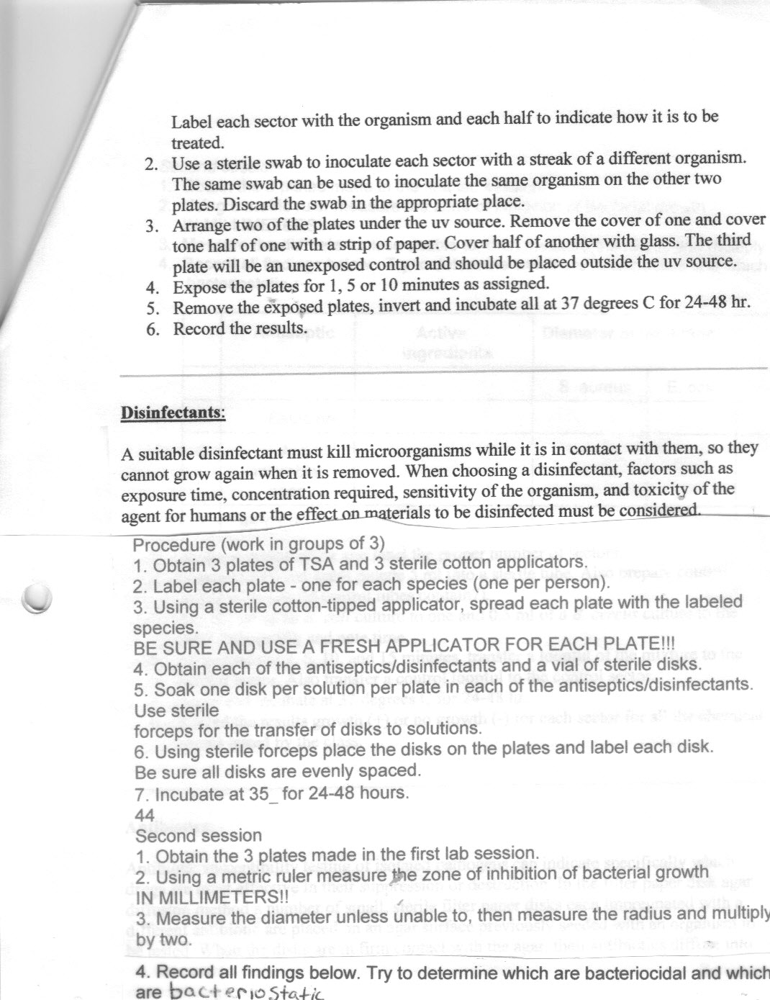 Label each sector with the organism and each half to indicate how it is to be
treated.
2. Use a sterile swab to inoculate each sector with a streak of a different organism.
The same swab can be used to inoculate the same organism on the other two
plates. Discard the swab in the appropriate place.
3. Arrange two of the plates under the uv source. Remove the cover of one and cover
tone half of one with a strip of paper. Cover half of another with glass. The third
plate will be an unexposed control and should be placed outside the uv source.
4. Expose the plates for 1, 5 or 10 minutes as assigned.
5. Remove the exposed plates, invert and incubate all at 37 degrees C for 24-48 hr.
6. Record the results.
Disinfectants:
A suitable disinfectant must kill microorganisms while it is in contact with them, so they
cannot grow again when it is removed. When choosing a disinfectant, factors such as
exposure time, concentration required, sensitivity of the organism, and toxicity of the
agent for humans or the effect on materials to be disinfected must be considered.
Procedure (work in groups of 3)
1. Obtain 3 plates of TSA and 3 sterile cotton applicators.
2. Label each plate - one for each species (one per person).
3. Using a sterile cotton-tipped applicator, spread each plate with the labeled
species.
BE SURE AND USE A FRESH APPLICATOR FOR EACH PLATE!!!
4. Obtain each of the antiseptics/disinfectants and a vial of sterile disks.
5. Soak one disk per solution per plate in each of the antiseptics/disinfectants.
Use sterile
forceps for the transfer of disks to solutions.
6. Using sterile forceps place the disks on the plates and label each disk.
Be sure all disks are evenly spaced.
7. Incubate at 35_ for 24-48 hours.
44
Second session
1. Obtain the 3 plates made in the first lab session.
2. Using a metric ruler measure the zone of inhibition of bacterial growth
IN MILLIMETERS!!
3. Measure the diameter unless unable to, then measure the radius and multiply
by two.
4. Record all findings below. Try to determine which are bacteriocidal and which
are bacteriostatic